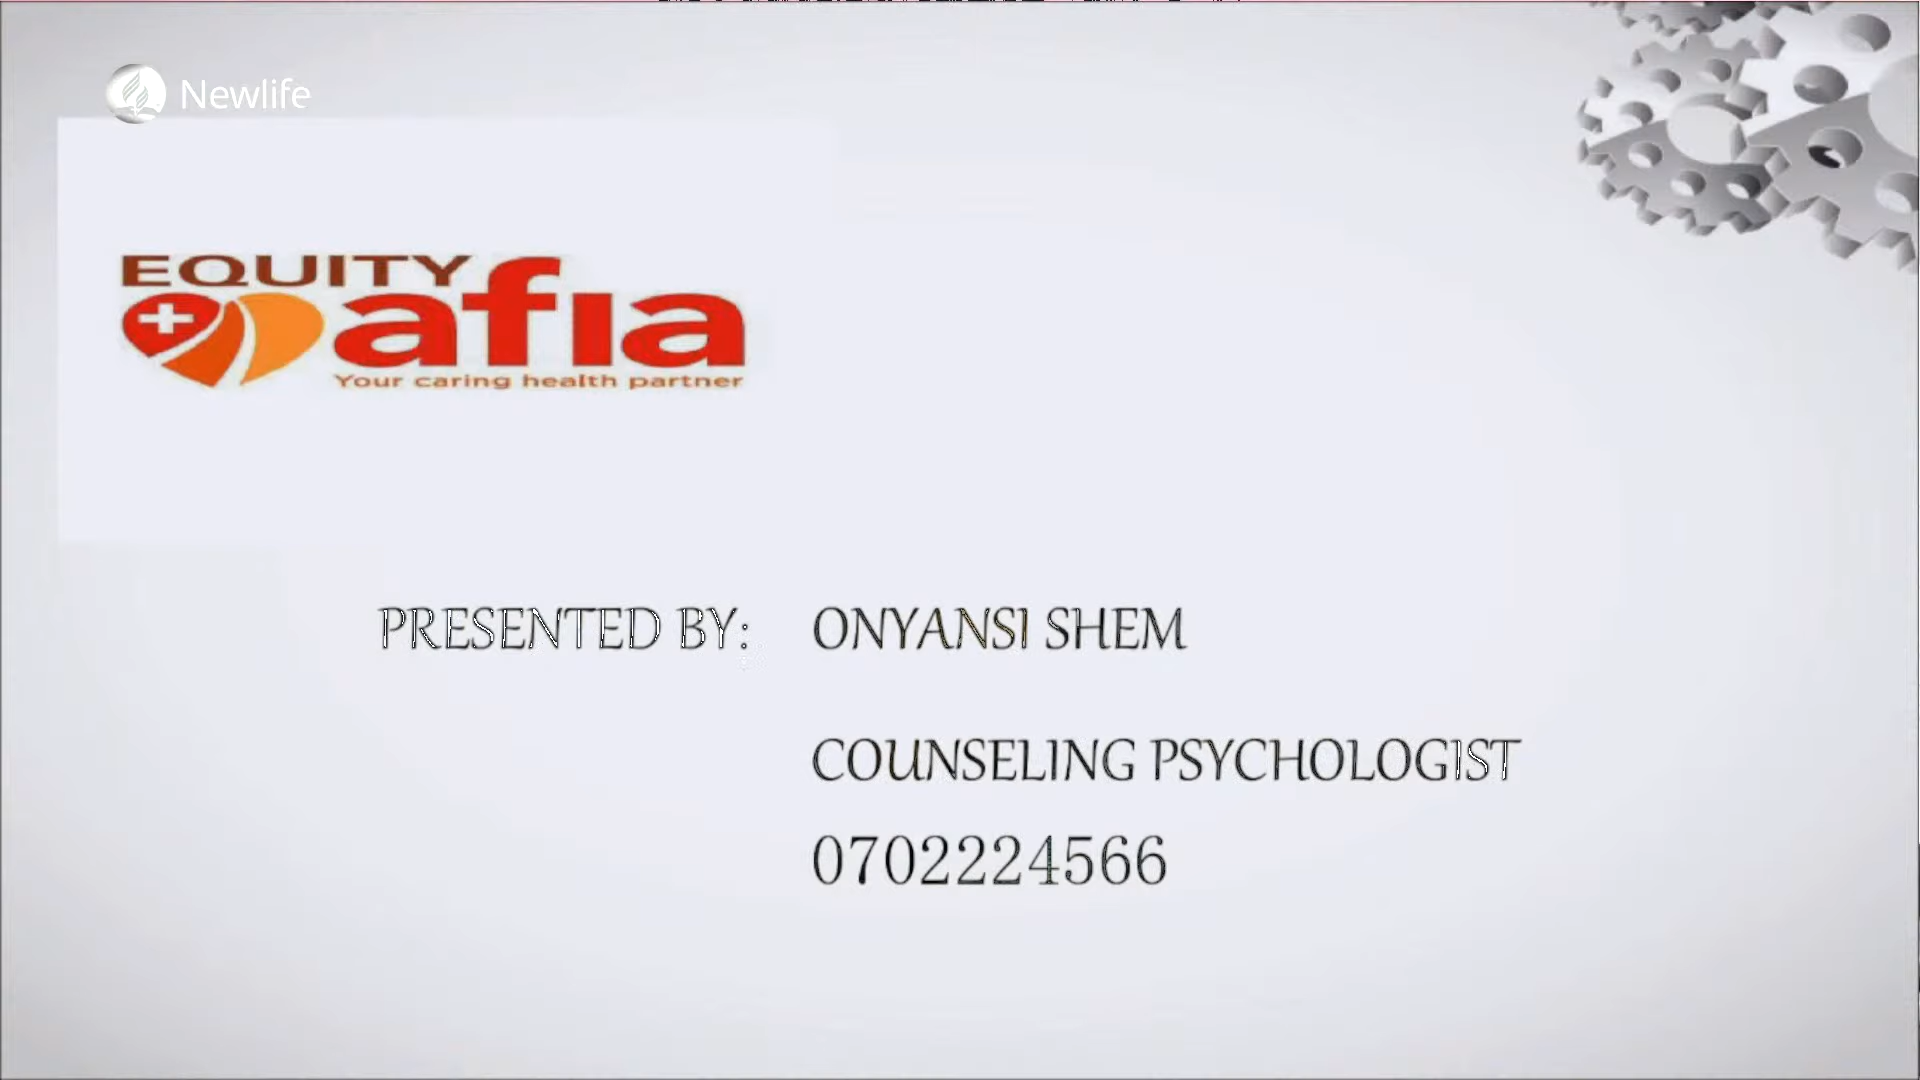 Newlife
EQUITY
afia
Your caring health partner
PRESENTED BY: ONYANSI SHEM
COUNSELING PSYCHOLOGIST
0702224566